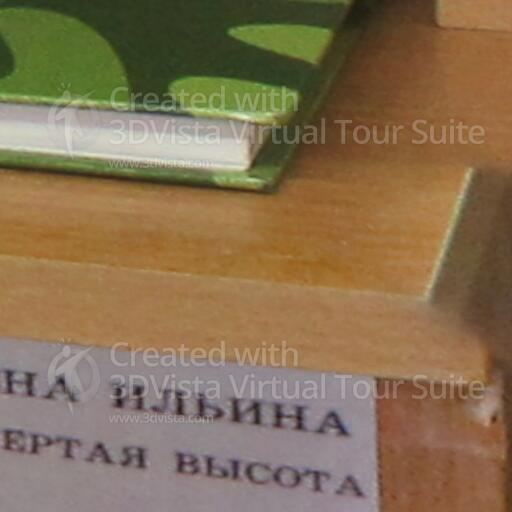 Created with
3DVista Virtual Tour Suite
www.3dvista.com
Created with
3DVista Virtual Tour Suite
www.3dvista.com
НА ИЛЬИНА
ЕРТАЯ ВЫСОТА